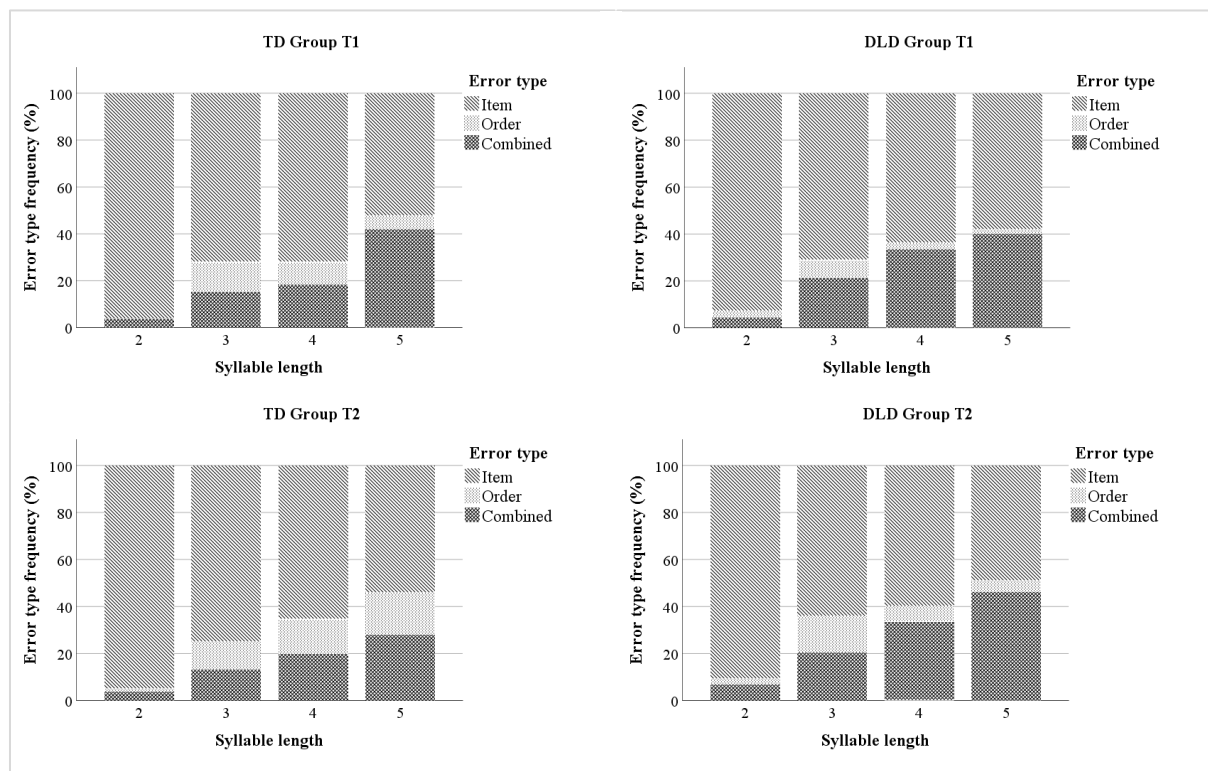 TD Group T1
Error type frequency (%)
100
80
60
40
20
0
2 3 4 5
Syllable length
Error type
Item
Order
Combined
DLD Group T1
Error type frequency (%)
100
80
60
40
20
0
2 3 4 5
Syllable length
Error type
Item
Order
Combined
TD Group T2
Error type frequency (%)
100
80
60
40
20
0
2 3 4 5
Syllable length
Error type
Item
Order
Combined
DLD Group T2
Error type frequency (%)
100
80
60
40
20
0
2 3 4 5
Syllable length
Error type
Item
Order
Combined